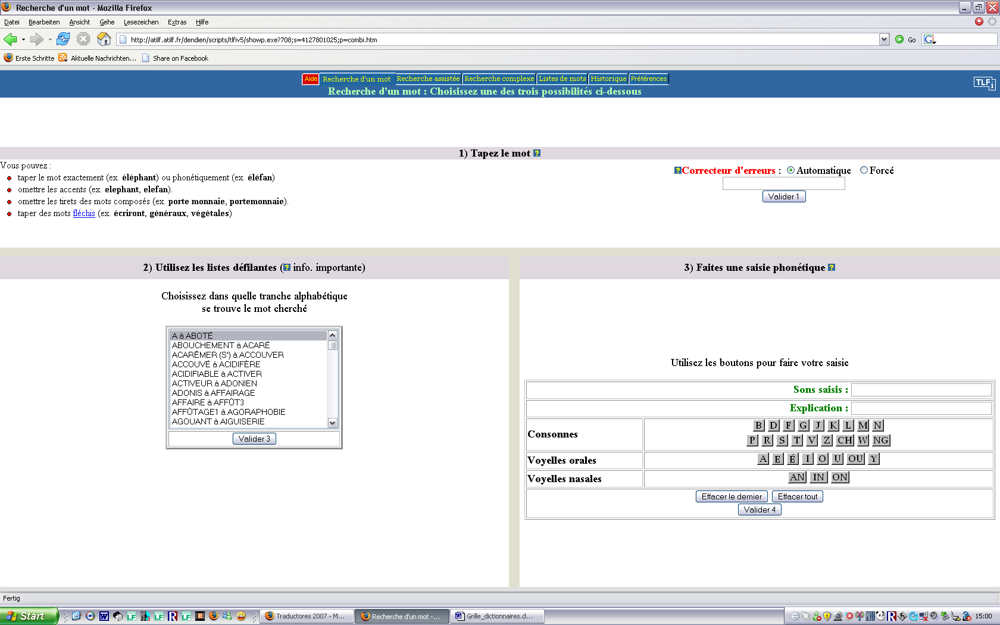 Recherche d'un mot - Mozilla Firefox
Datei Bearbeiten Ansicht Gehe Lesezeichen Extras Hilfe
http://atilf.atilf.fr/dendien/scripts/tlfiv5/showp.exe?708;s=4127801025;p=combi.htm Go G
Erste Schritte Aktuelle Nachrichten... Share on Facebook
Aide Recherche d'un mot Recherche assistée Recherche complexe Listes de mots Historique Préférences
Recherche d'un mot : Choisissez une des trois possibilités ci-dessous
TLFi
1) Tapez le mot ?
Vous pouvez :
taper le mot exactement (ex. éléphant) ou phonétiquement (ex. éléfan)
omettre les accents (ex. elephant, elefan).
omettre les tirets des mots composés (ex. porte monnaie, portemonnaie).
taper des mots fléchis (ex. écriront, généraux, végétales)
? Correcteur d'erreurs : Automatique Forcé
Valider 1
2) Utilisez les listes défilantes (? info. importante)
Choisissez dans quelle tranche alphabétique
se trouve le mot cherché
A à ABOTÉ
ABOUCHEMENT à ACARÉ
ACARÊMER (S') à ACCOUVER
ACCOUVÉ à ACIDIFÈRE
ACIDIFIABLE à ACTIVER
ACTIVEUR à ADONIEN
ADONIS à AFFAIRAGE
AFFAIRE à AFFÛT3
AFFÛTAGE1 à AGORAPHOBIE
AGOUANT à AIGUISERIE
Valider 3
3) Faites une saisie phonétique ?
Utilisez les boutons pour faire votre saisie
Sons saisis :
Explication :
Consonnes
B D F G J K L M N
P R S T V Z CH W NG
Voyelles orales A E É I O U OU Y
Voyelles nasales AN IN ON
Effacer le dernier Effacer tout
Valider 4
Fertig
Start Traductores 2007 - M... Recherche d'un mot -... Grille_dictionnaires.d... 15:00